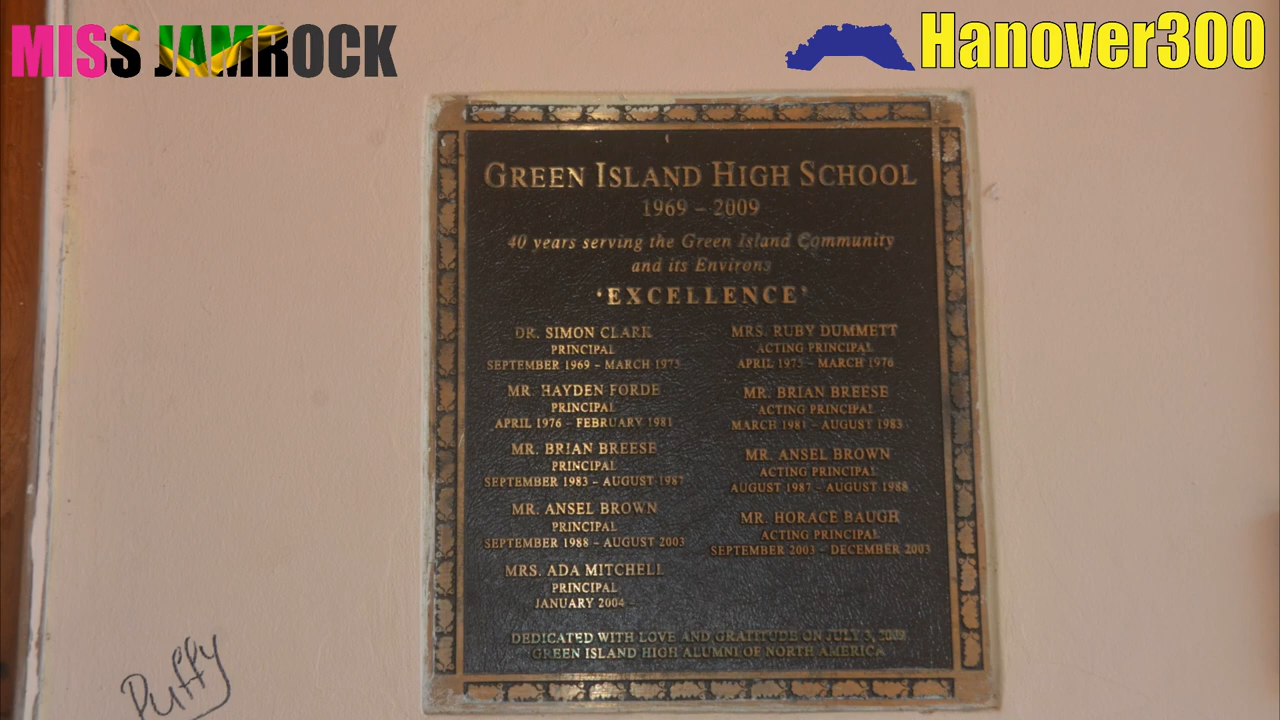 MISS JAMROCK
Hanover300
GREEN ISLAND HIGH SCHOOL
1969 – 2009
40 years serving the Green Island Community
and its Environs
'EXCELLENCE'
DR. SIMON CLARK
PRINCIPAL
SEPTEMBER 1969 – MARCH 1975
MRS. RUBY DUMMETT
ACTING PRINCIPAL
APRIL 1975 – MARCH 1976
MR. HAYDEN FORDE
PRINCIPAL
APRIL 1976 – FEBRUARY 1981
MR. BRIAN BREESE
ACTING PRINCIPAL
MARCH 1981 – AUGUST 1983
MR. BRIAN BREESE
PRINCIPAL
SEPTEMBER 1983 – AUGUST 1987
MR. ANSEL BROWN
ACTING PRINCIPAL
AUGUST 1987 – AUGUST 1988
MR. ANSEL BROWN
PRINCIPAL
SEPTEMBER 1988 – AUGUST 2003
MR. HORACE BAUGH
ACTING PRINCIPAL
SEPTEMBER 2003 – DECEMBER 2003
MRS. ADA MITCHELL
PRINCIPAL
JANUARY 2004 –
DEDICATED WITH LOVE AND GRATITUDE ON JULY 3, 2009
GREEN ISLAND HIGH ALUMNI OF NORTH AMERICA
Duffy